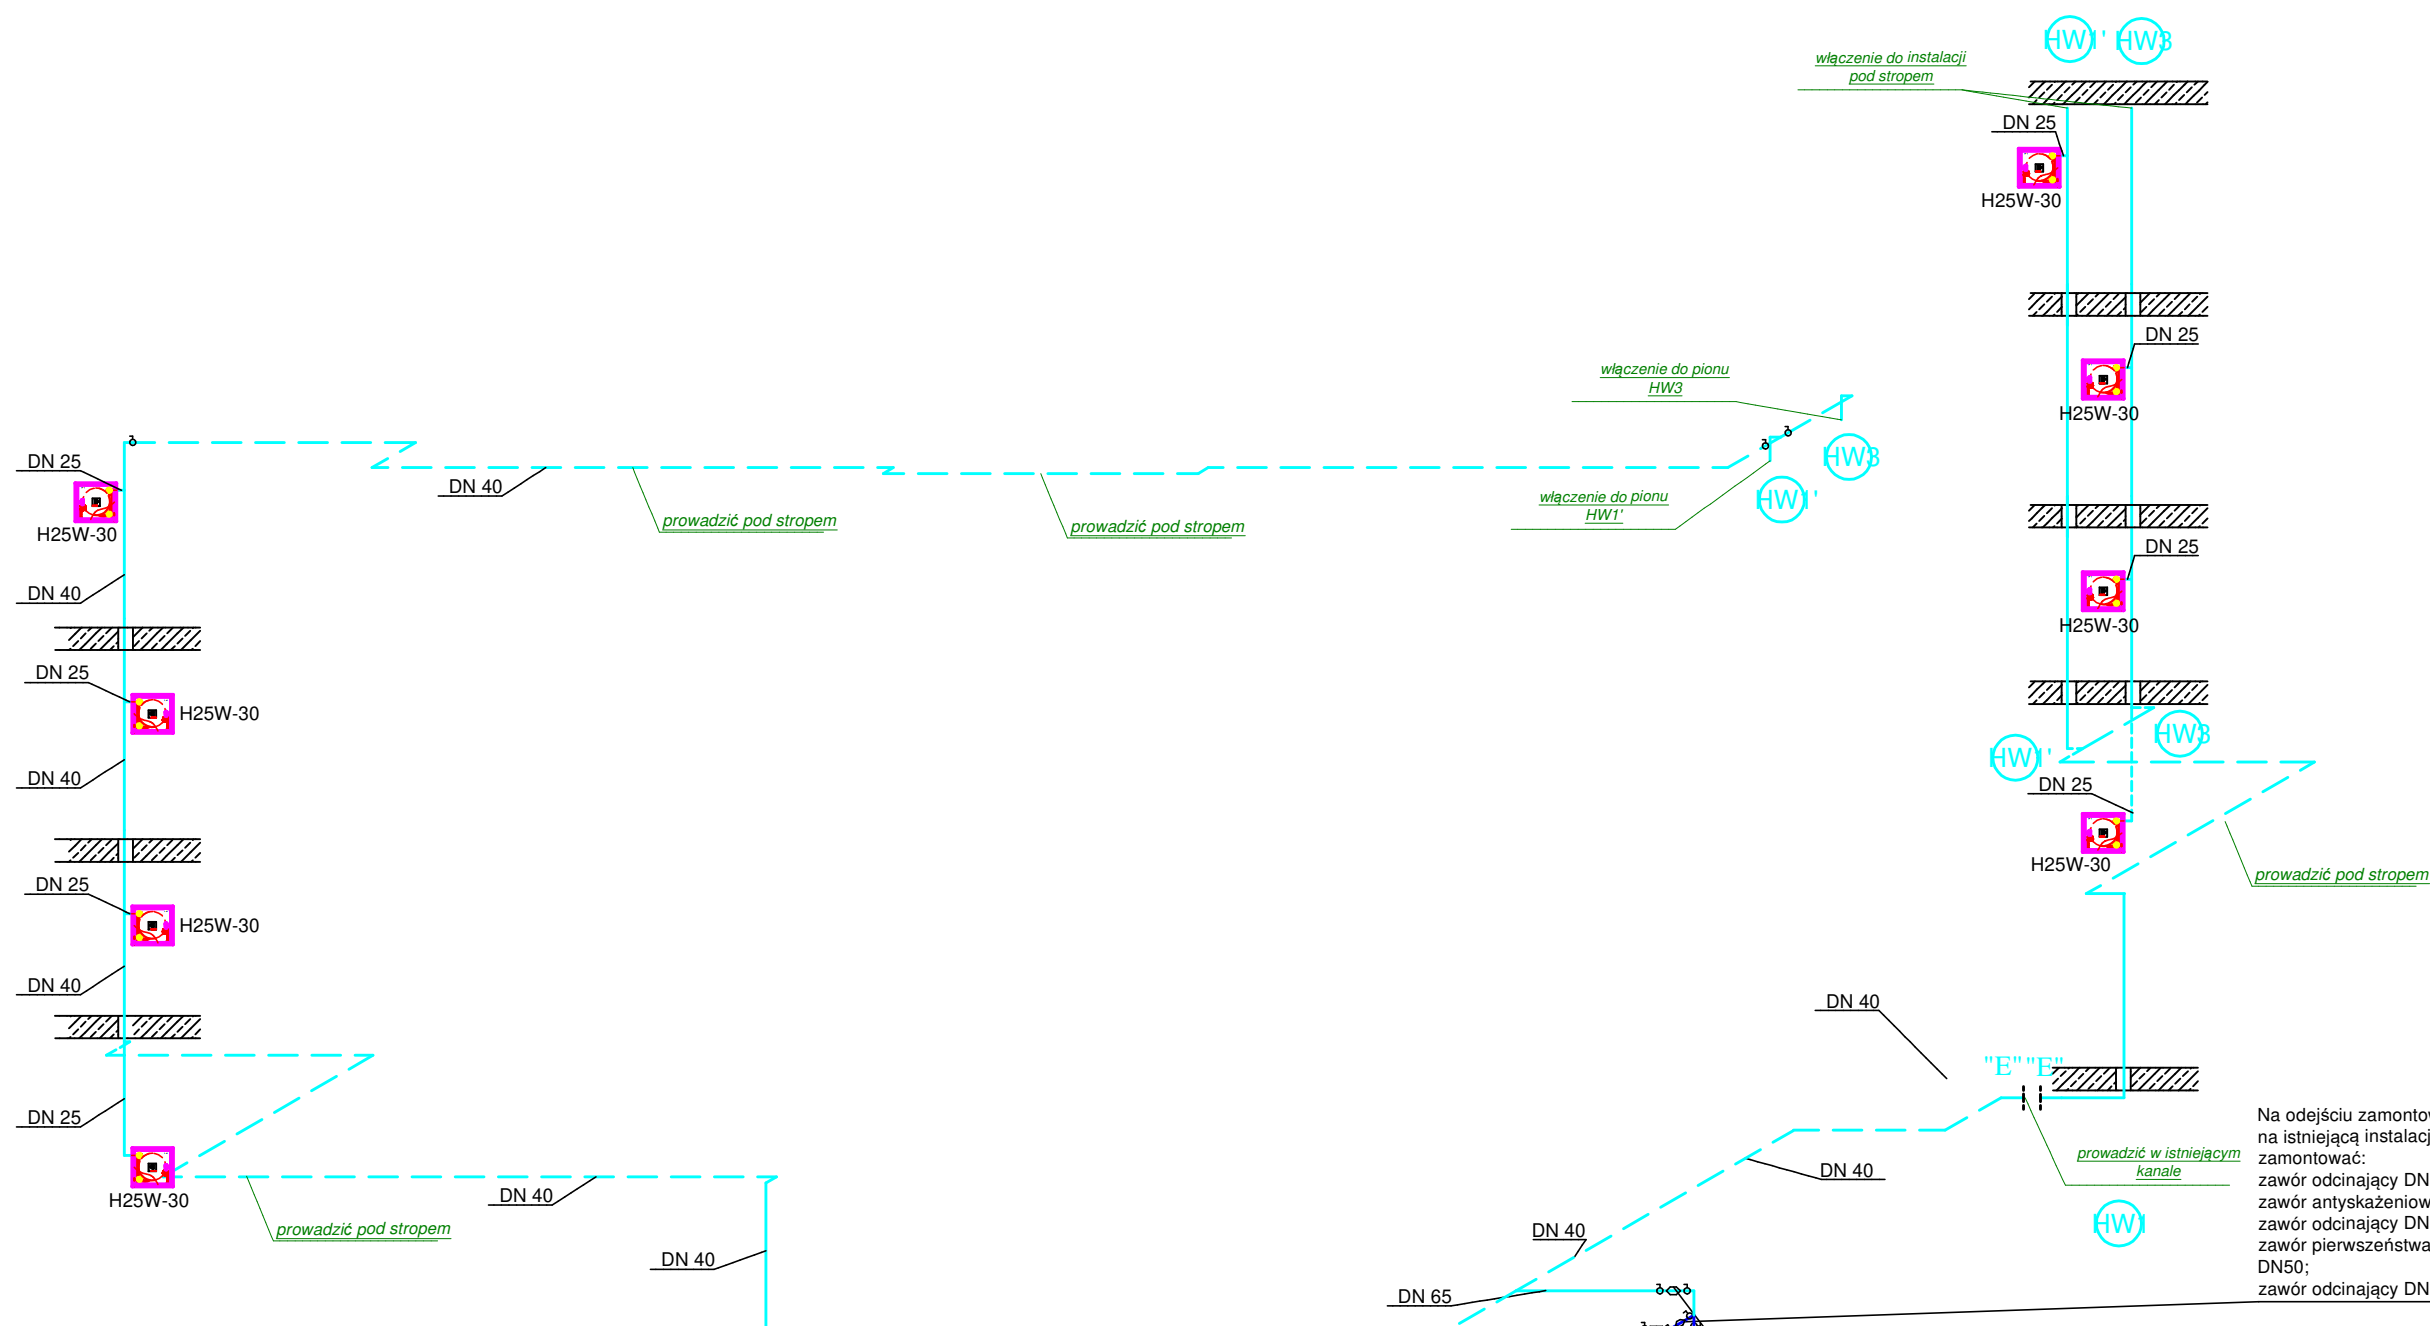 HW1' HW3
włączenie do instalacji
pod stropem
DN 25
H25W-30
DN 25
H25W-30
włączenie do pionu
HW3
HW3
włączenie do pionu
HW1'
HW1'
DN 25
H25W-30
DN 40
prowadzić pod stropem
prowadzić pod stropem
DN 25
H25W-30
DN 40
DN 25
H25W-30
DN 40
HW1'
HW3
DN 25
H25W-30
prowadzić pod stropem
DN 25
H25W-30
DN 40
DN 40
"E" "E"
DN 25
H25W-30
prowadzić pod stropem
DN 40
DN 40
DN 40
DN 40
DN 65
prowadzić w istniejącym
kanale
HW1
Na odejściu
na istniejącą
zamontować:
zawór odcinający DN
zawór
zawór odcinający DN
zawór pierwszeństwa
DN50;
zawór odcinający DN